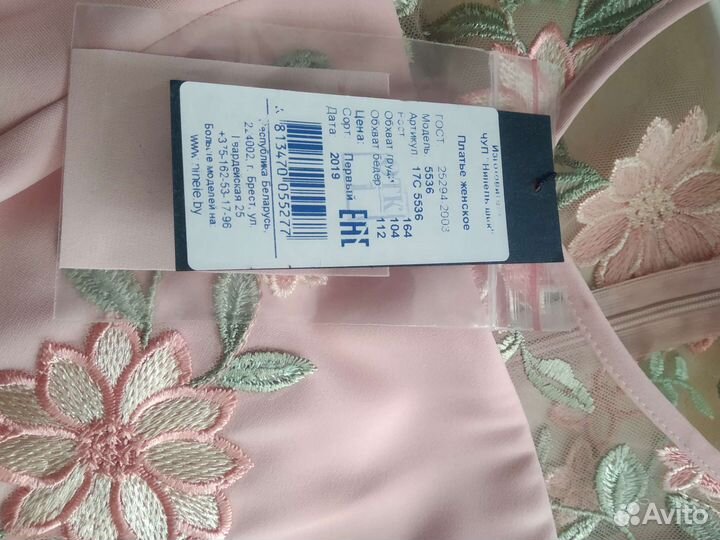 Изготовитель
ЧУП "Нинель шик"
Платье женское
ГОСТ 25294-2003
Модель 5536
Артикул 17С 5536
Рост 164
Обхват груди 104
Обхват бедер 112
Цена:
Сорт: Первый
Дата 2019
ЕАС
4 813470 055277
Республика Беларусь,
224002, г. Брест, ул.
Гвардейская 2/5
+375-162-53-17-96
Больше моделей на
www.ninele.by
Avito